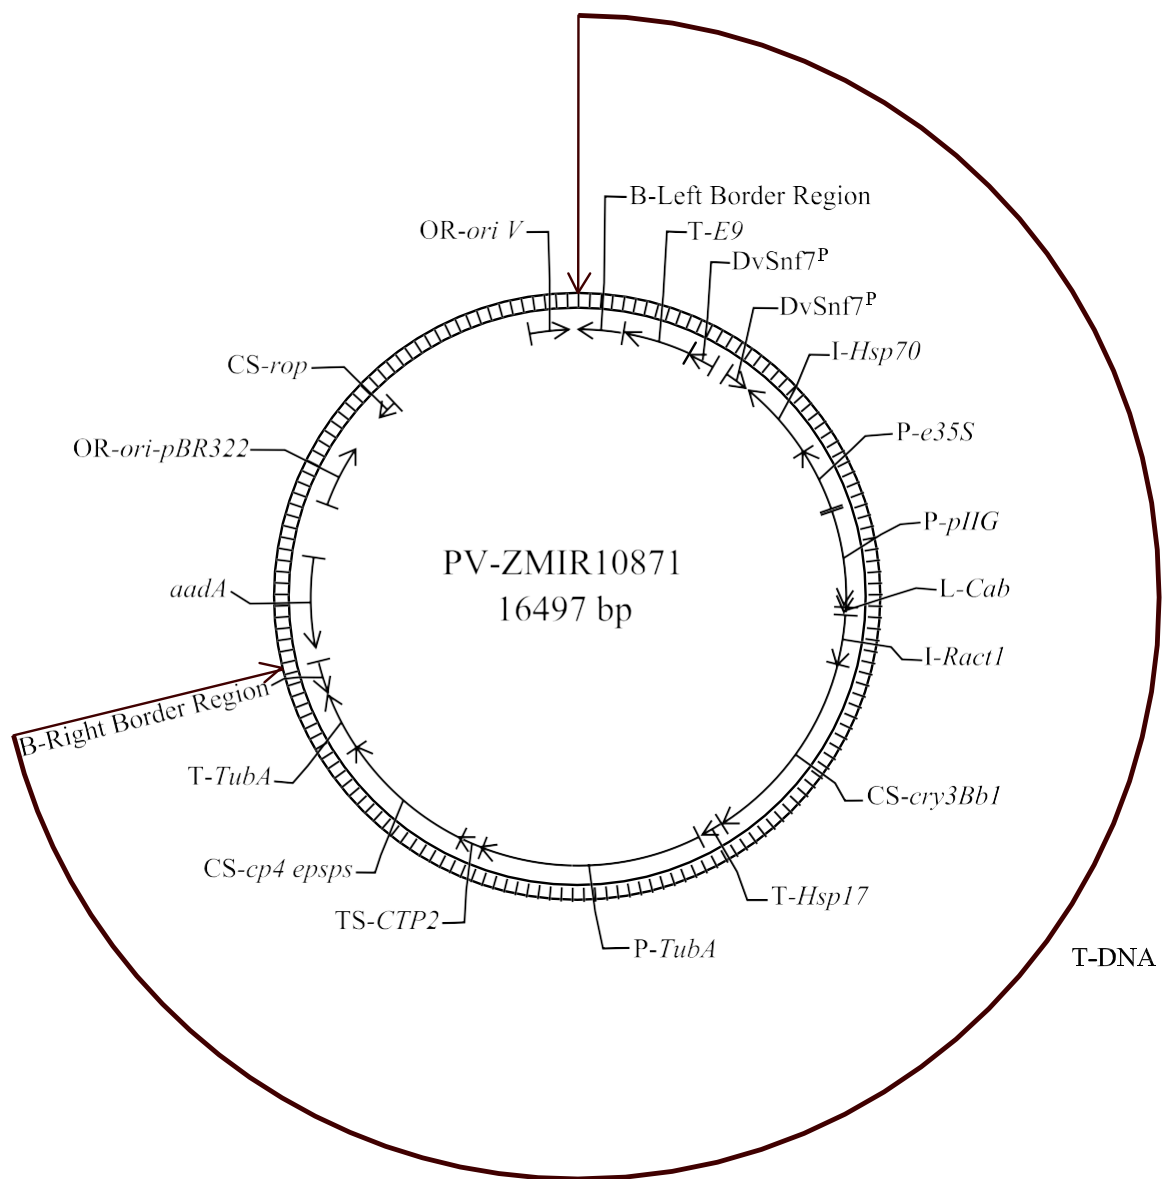 B-Left Border Region
OR-ori V
T-E9
DvSnf7ᴾ
DvSnf7ᴾ
I-Hsp70
CS-rop
P-e35S
OR-ori-pBR322
P-pIIG
PV-ZMIR10871
16497 bp
aadA
L-Cab
I-Ract1
B-Right Border Region
T-TubA
CS-cry3Bb1
CS-cp4 epsps
T-Hsp17
TS-CTP2
P-TubA
T-DNA